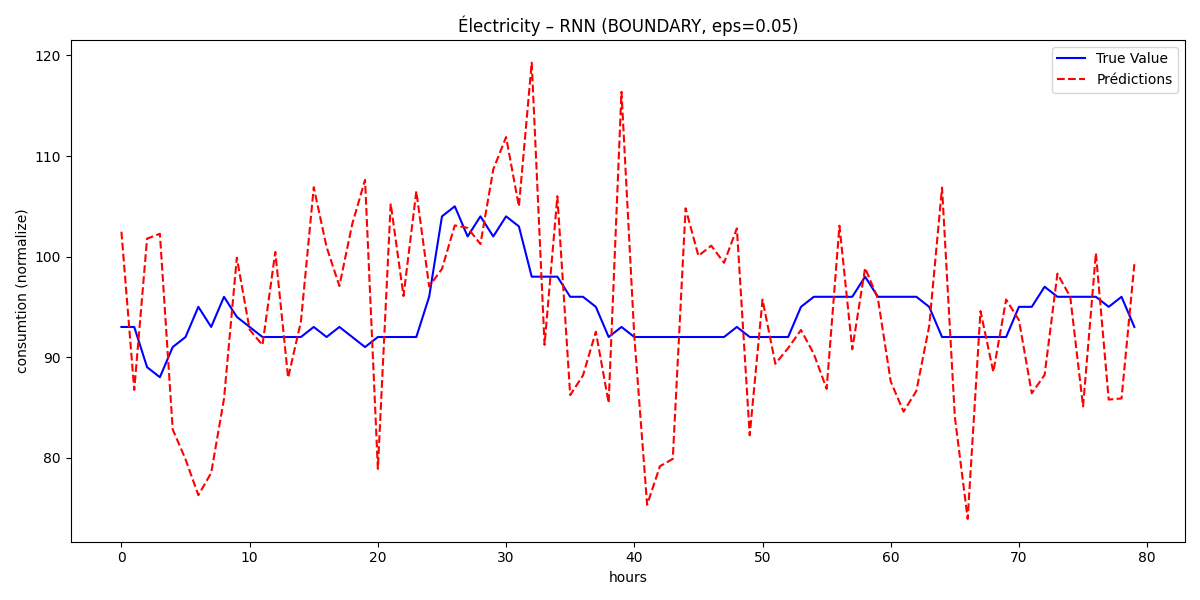 Électricity – RNN (BOUNDARY, eps=0.05)
True Value
Prédictions
120
110
100
90
80
consumtion (normalize)
0 10 20 30 40 50 60 70 80
hours